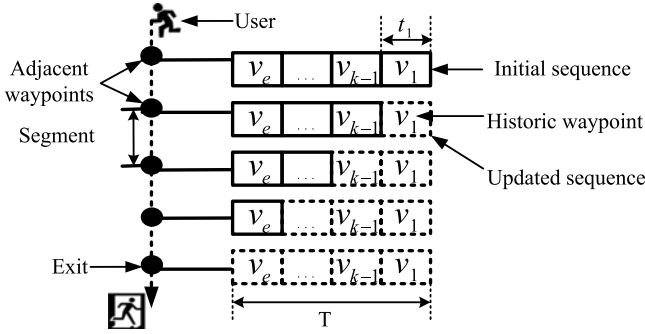 User
t₁
Adjacent waypoints
vₑ ... vₖ₋₁ v₁
Initial sequence
vₑ ... vₖ₋₁ v₁
Historic waypoint
Segment
vₑ ... vₖ₋₁ v₁
Updated sequence
vₑ ... vₖ₋₁ v₁
Exit
vₑ ... vₖ₋₁ v₁
T